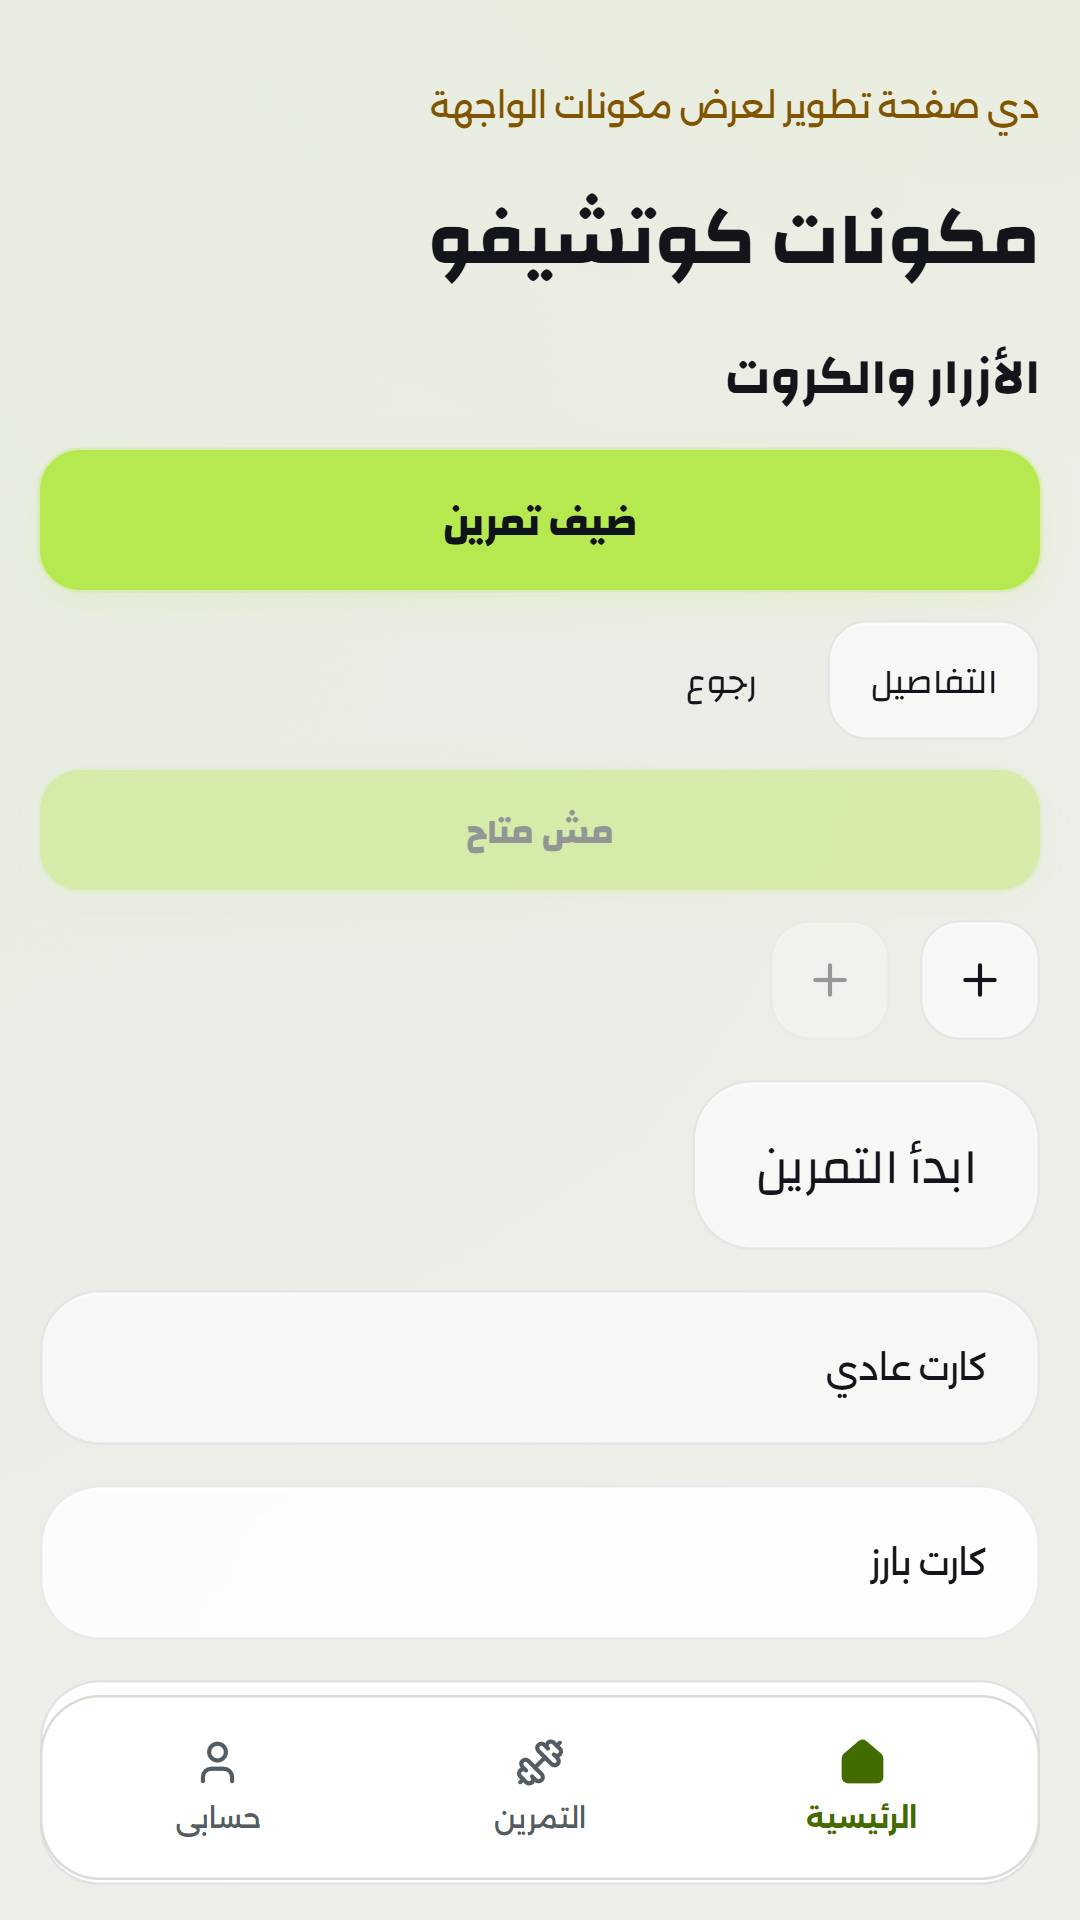 دي صفحة تطوير لعرض مكونات الواجهة
مكونات كوتشيفو
الأزرار والكروت
ضيف تمرين
التفاصيل
رجوع
مش متاح
ابدأ التمرين
كارت عادي
كارت بارز
الرئيسية
التمرين
حسابى